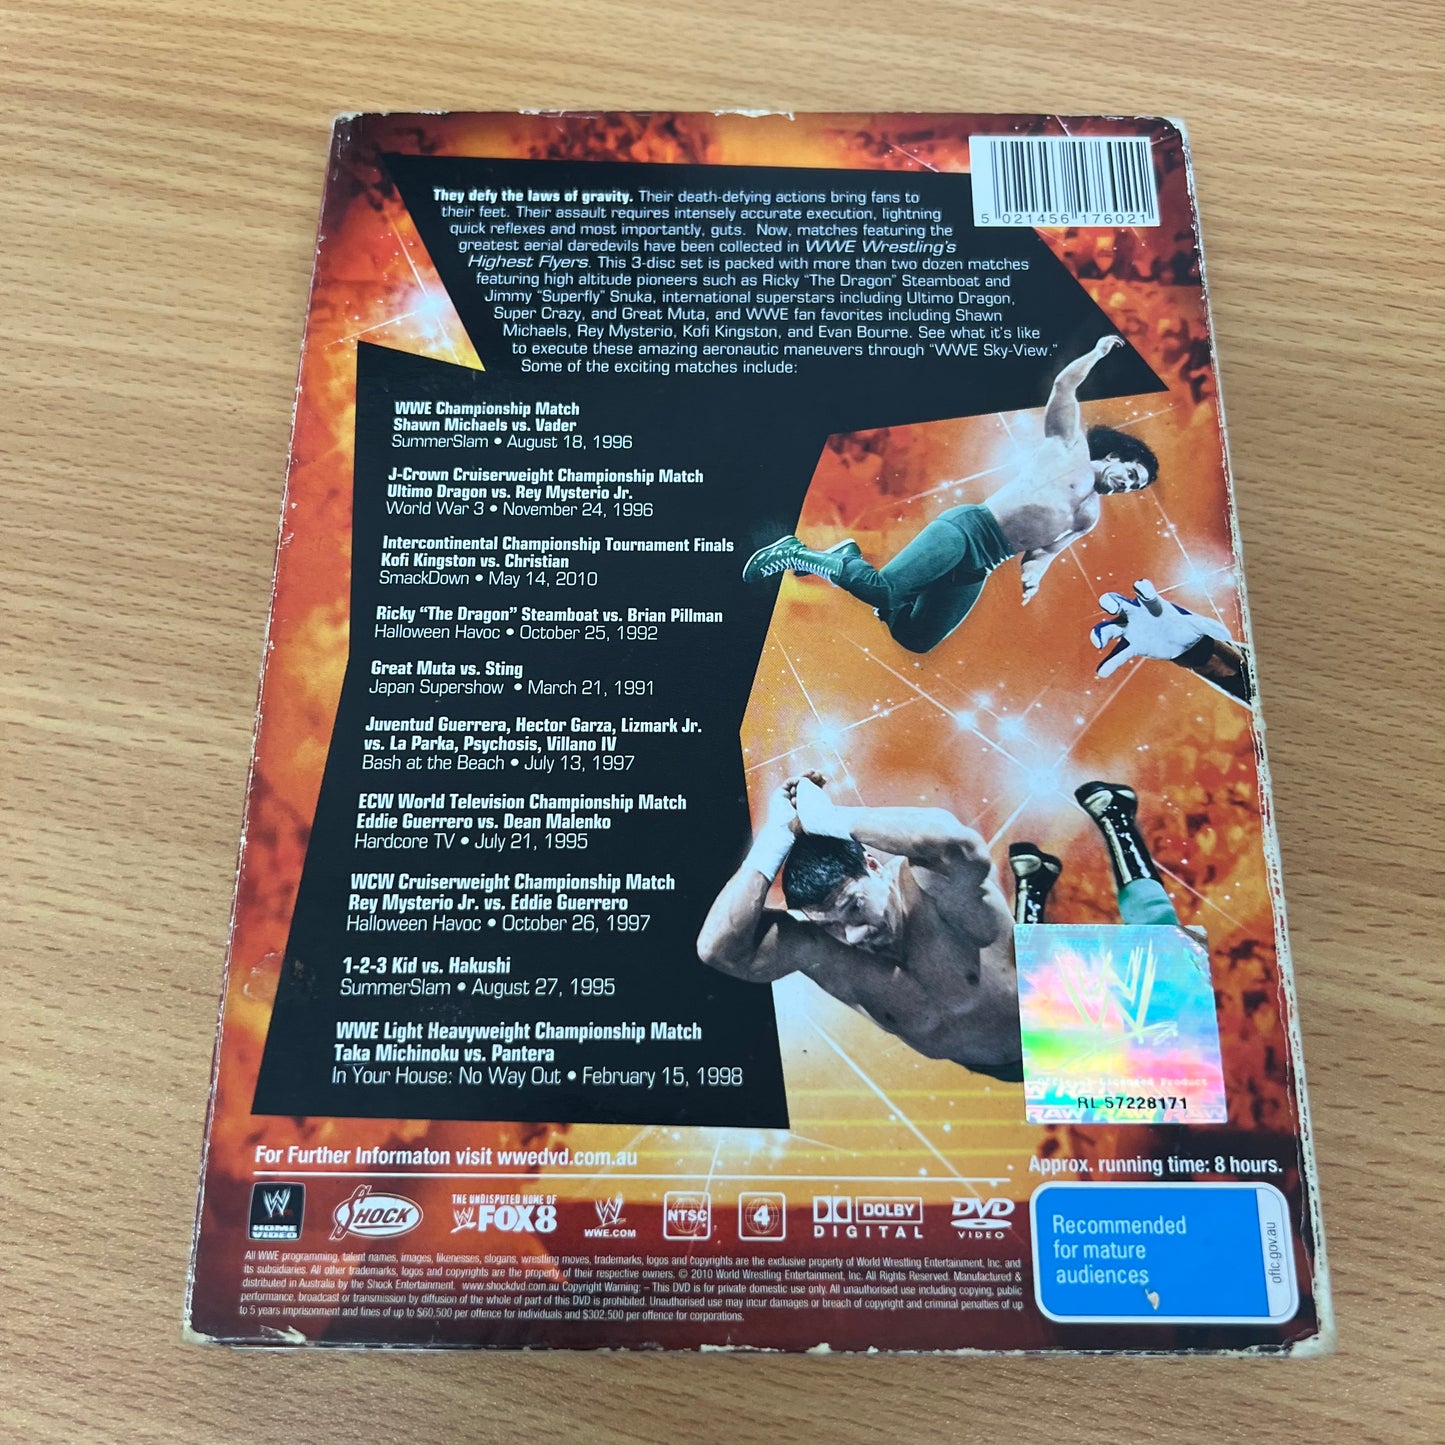 They defy the laws of gravity. Their death-defying actions bring fans to
their feet. Their assault requires intensely accurate execution, lightning
quick reflexes and most importantly, guts. Now, matches featuring the
greatest aerial daredevils have been collected in WWE Wrestling's
Highest Flyers. This 3-disc set is packed with more than two dozen matches
featuring high altitude pioneers such as Ricky "The Dragon" Steamboat and
Jimmy "Superfly" Snuka, international superstars including Ultimo Dragon,
Super Crazy, and Great Muta, and WWE fan favorites including Shawn
Michaels, Rey Mysterio, Kofi Kingston, and Evan Bourne. See what it's like
to execute these amazing aeronautic maneuvers through "WWE Sky-View."
Some of the exciting matches include:
5 021456 176021
WWE Championship Match
Shawn Michaels vs. Vader
SummerSlam • August 18, 1996
J-Crown Cruiserweight Championship Match
Ultimo Dragon vs. Rey Mysterio Jr.
World War 3 • November 24, 1996
Intercontinental Championship Tournament Finals
Kofi Kingston vs. Christian
SmackDown • May 14, 2010
Ricky "The Dragon" Steamboat vs. Brian Pillman
Halloween Havoc • October 25, 1992
Great Muta vs. Sting
Japan Supershow • March 21, 1991
Juventud Guerrera, Hector Garza, Lizmark Jr.
vs. La Parka, Psychosis, Villano IV
Bash at the Beach • July 13, 1997
ECW World Television Championship Match
Eddie Guerrero vs. Dean Malenko
Hardcore TV • July 21, 1995
WCW Cruiserweight Championship Match
Rey Mysterio Jr. vs. Eddie Guerrero
Halloween Havoc • October 26, 1997
1-2-3 Kid vs. Hakushi
SummerSlam • August 27, 1995
WWE Light Heavyweight Championship Match
Taka Michinoku vs. Pantera
In Your House: No Way Out • February 15, 1998
Official Licensed Product
RL 57228171
RAW RAW RAW
For Further Informaton visit wwedvd.com.au
Approx. running time: 8 hours.
W HOME VIDEO
SHOCK
THE UNDISPUTED HOME OF
W FOX8
WWE.COM
NTSC
4
DOLBY
DIGITAL
DVD
VIDEO
Recommended
for mature
audiences
oflc.gov.au
All WWE programming, talent names, images, likenesses, slogans, wrestling moves, trademarks, logos and copyrights are the exclusive property of World Wrestling Entertainment, Inc. and
its subsidiaries. All other trademarks, logos and copyrights are the property of their respective owners. © 2010 World Wrestling Entertainment, Inc. All Rights Reserved. Manufactured &
distributed in Australia by the Shock Entertainment. www.shockdvd.com.au Copyright Warning: – This DVD is for private domestic use only. All unauthorised use including copying, public
performance, broadcast or transmission by diffusion of the whole of part of this DVD is prohibited. Unauthorised use may incur damages or breach of copyright and criminal penalties of up
to 5 years imprisonment and fines of up to $60,500 per offence for individuals and $302,500 per offence for corporations.